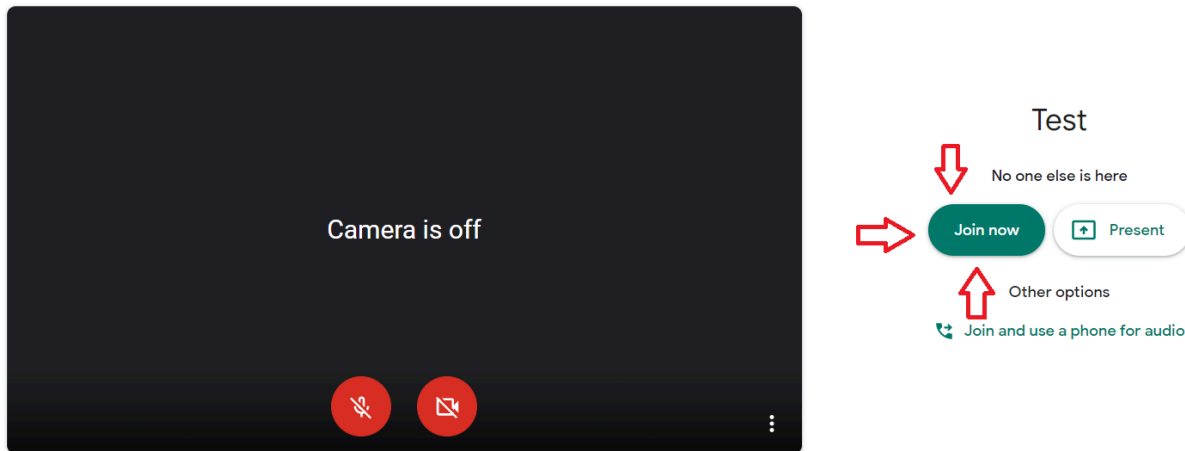 Camera is off
Test
No one else is here
Join now
Present
Other options
Join and use a phone for audio